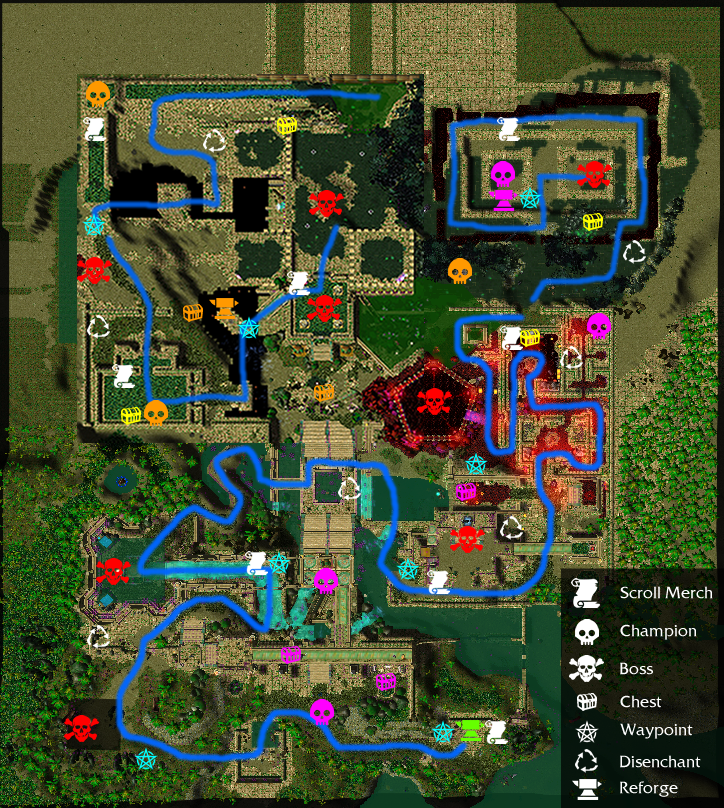 Scroll Merch
Champion
Boss
Chest
Waypoint
Disenchant
Reforge